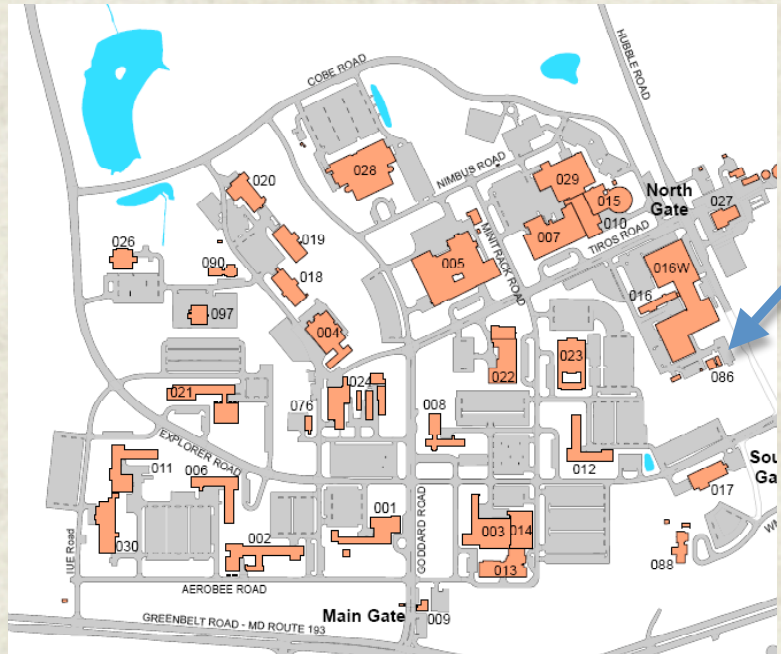 COBE ROAD
HUBBLE ROAD
028
NIMBUS ROAD
029
020
015
North
Gate
027
010
007
TIROS ROAD
019
026
090
018
005
MINITRACK ROAD
016W
016
097
004
023
086
022
024
021
076
008
EXPLORER ROAD
011
006
012
Sou
Ga
017
001
GODDARD ROAD
003
014
002
030
088
IUE Road
013
AEROBEE ROAD
Main Gate
009
GREENBELT ROAD - MD ROUTE 193